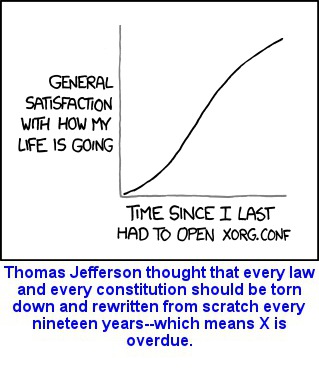 GENERAL
SATISFACTION
WITH HOW MY
LIFE IS GOING
TIME SINCE I LAST
HAD TO OPEN XORG.CONF
Thomas Jefferson thought that every law
and every constitution should be torn
down and rewritten from scratch every
nineteen years--which means X is
overdue.